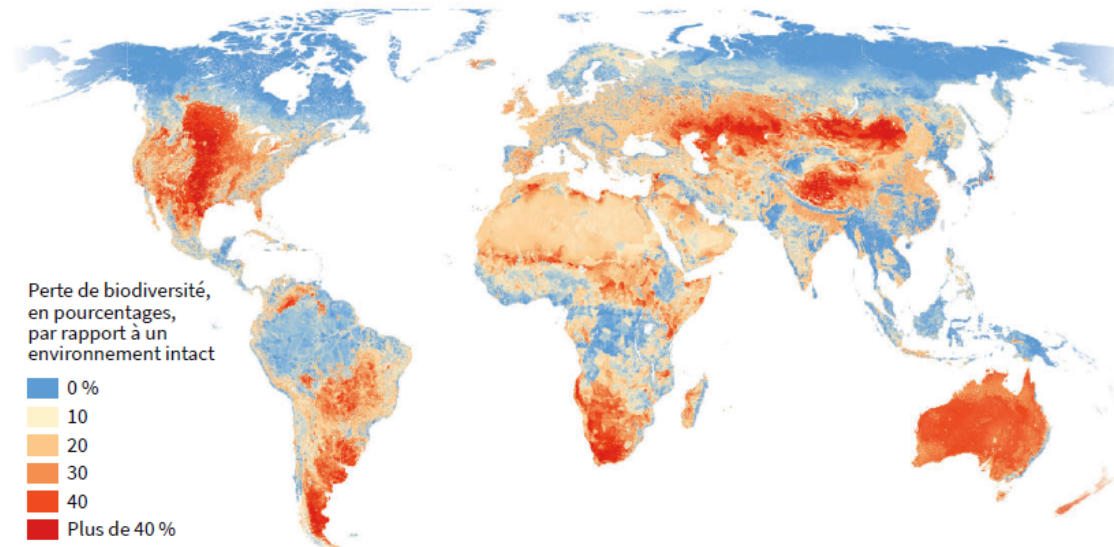 Perte de biodiversité,
en pourcentages,
par rapport à un
environnement intact
0 %
10
20
30
40
Plus de 40 %